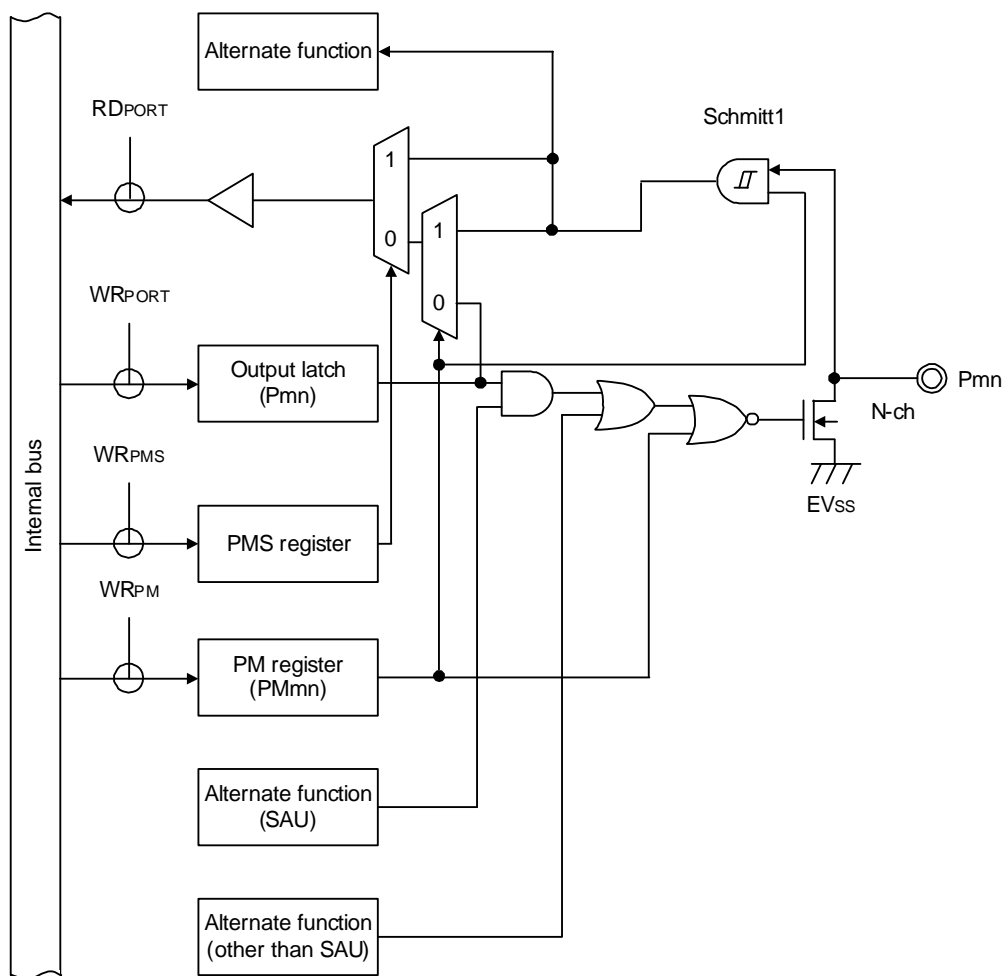 Alternate function
RDPORT
Schmitt1
1
0
1
0
WRPORT
Output latch
(Pmn)
Pmn
N-ch
EVSS
WRPMS
Internal bus
PMS register
WRPM
PM register
(PMmn)
Alternate function
(SAU)
Alternate function
(other than SAU)